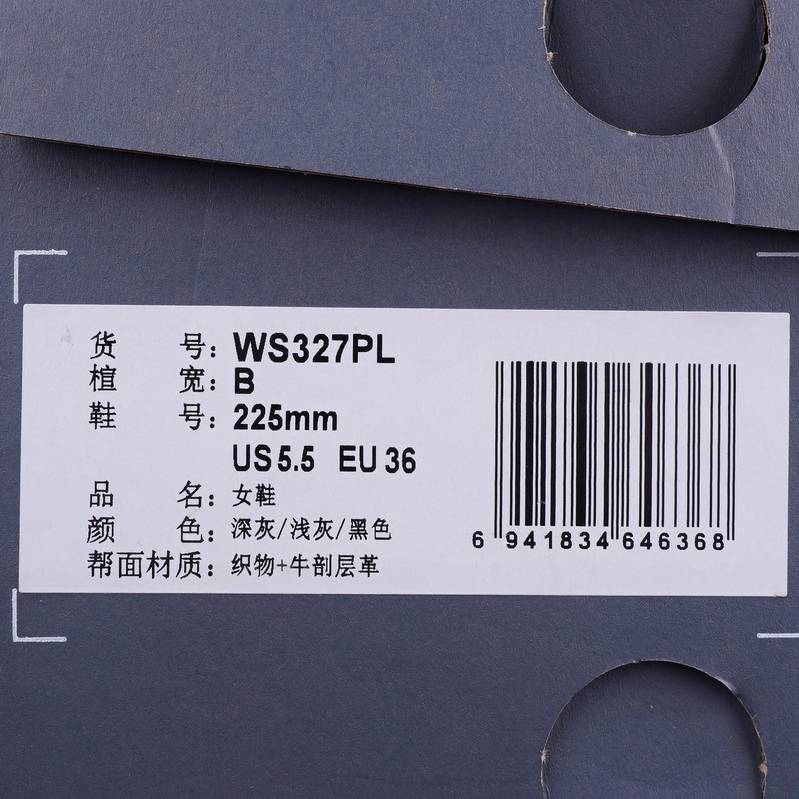 货号：WS327PL
楦宽：B
鞋号：225mm
US 5.5 EU 36
品名：女鞋
颜色：深灰/浅灰/黑色
帮面材质：织物+牛剖层革
6 941834 646368